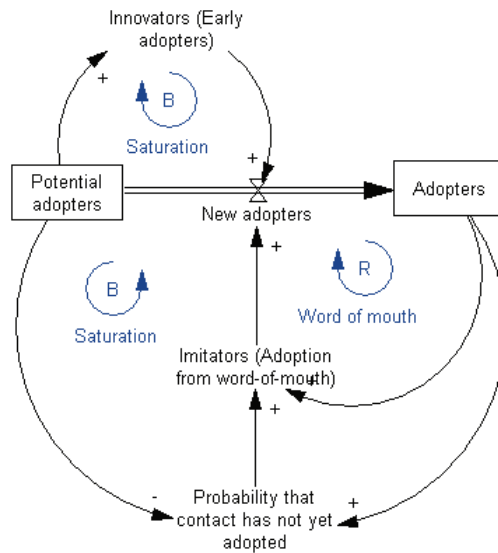 Innovators (Early
adopters)
+
B
Saturation
+
Potential
adopters
New adopters
Adopters
+
B
Saturation
R
Word of mouth
Imitators (Adoption
from word-of-mouth)
+
+
-
Probability that
contact has not yet
adopted
+